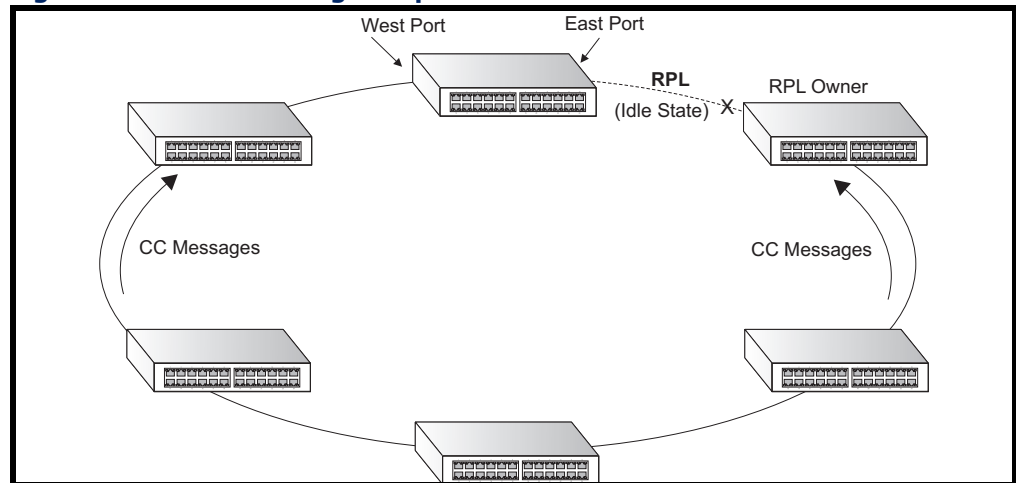 West Port
East Port
RPL
(Idle State)
X
RPL Owner
CC Messages
CC Messages